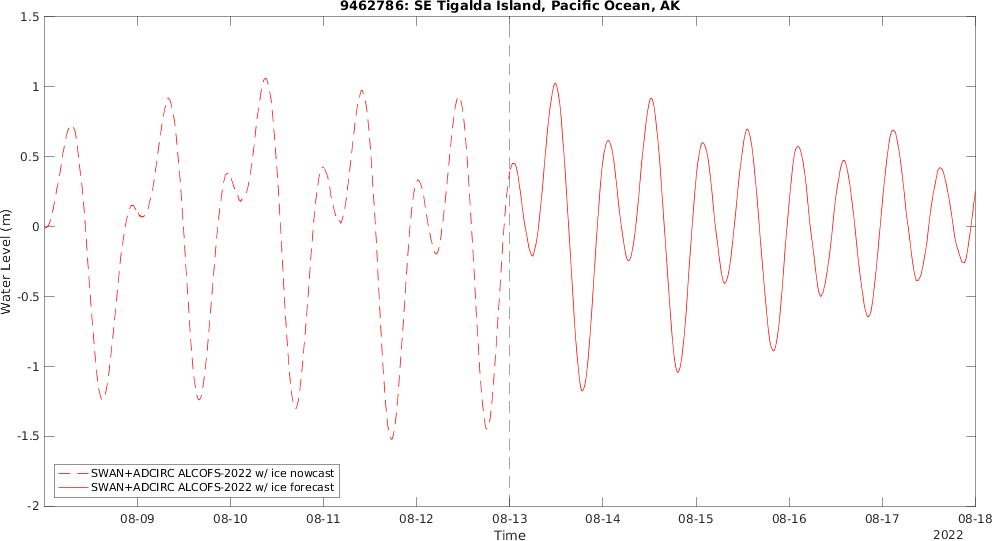 9462786: SE Tigalda Island, Pacific Ocean, AK
1.5
1
0.5
0
-0.5
-1
-1.5
-2
Water Level (m)
SWAN+ADCIRC ALCOFS-2022 w/ ice nowcast
SWAN+ADCIRC ALCOFS-2022 w/ ice forecast
08-09 08-10 08-11 08-12 08-13 08-14 08-15 08-16 08-17 08-18
Time
2022